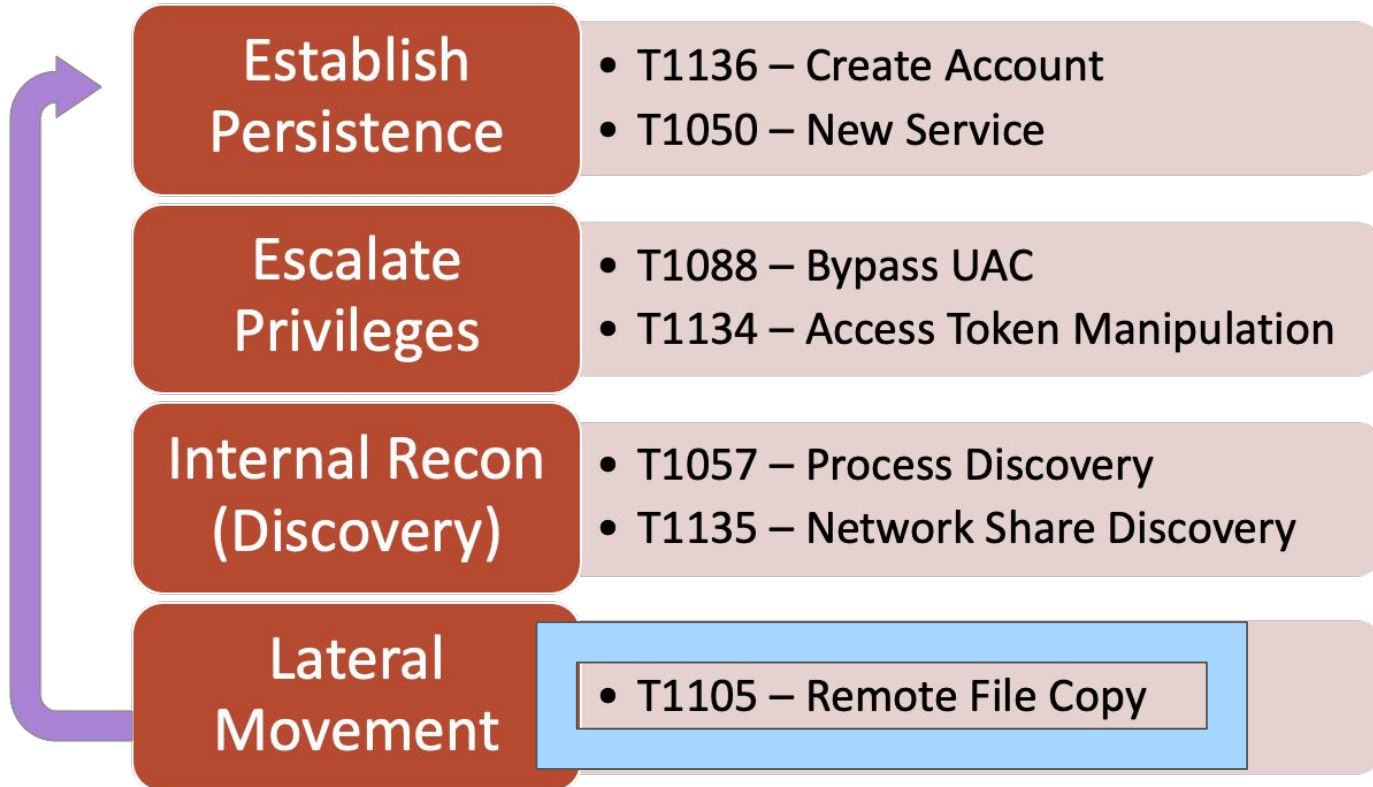 Establish
Persistence
• T1136 – Create Account
• T1050 – New Service
Escalate
Privileges
• T1088 – Bypass UAC
• T1134 – Access Token Manipulation
Internal Recon
(Discovery)
• T1057 – Process Discovery
• T1135 – Network Share Discovery
Lateral
Movement
• T1105 – Remote File Copy